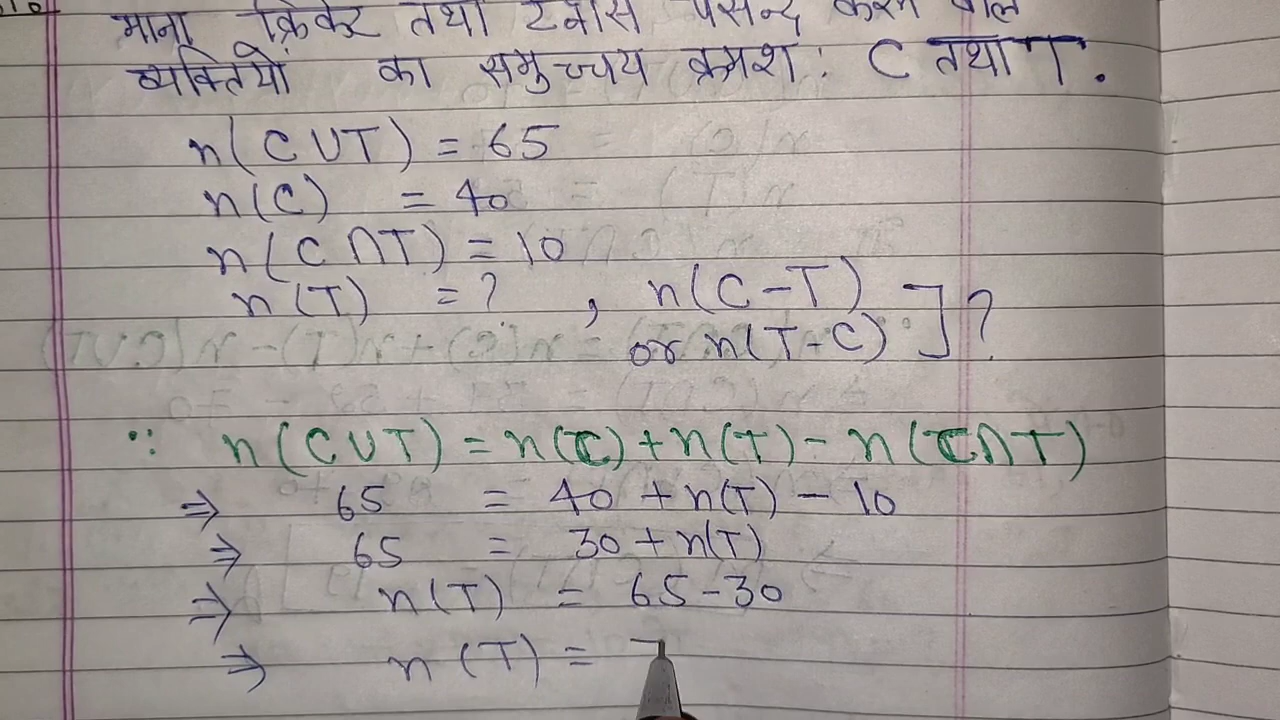 माना क्रिकेट तथा टेनिस पसन्द करने वाले
व्यक्तियों का समुच्चय क्रमश: C तथा T.
n(C∪T) = 65
n(C) = 40
n(C∩T) = 10
n(T) = ? , n(C-T)
or n(T-C) ] ?
∵ n(C∪T) = n(C) + n(T) - n(C∩T)
⇒ 65 = 40 + n(T) - 10
⇒ 65 = 30 + n(T)
⇒ n(T) = 65-30
⇒ n(T) =